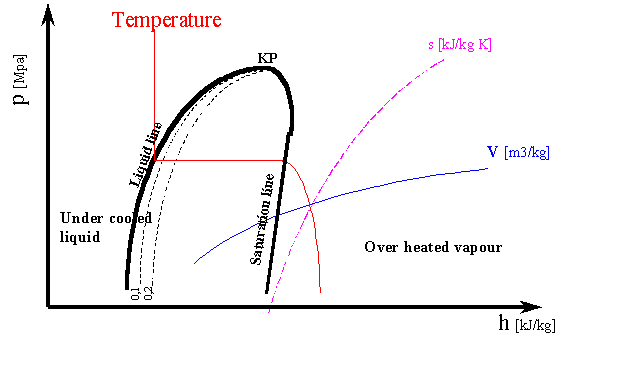 Temperature
s [kJ/kg K]
KP
p [Mpa]
Liquid line
V [m3/kg]
Under cooled
liquid
Saturation line
Over heated vapour
0,1
0,2
h [kJ/kg]